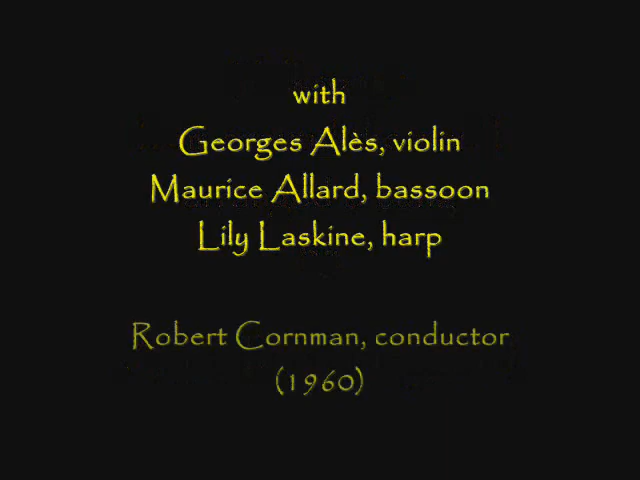 with
Georges Alès, violin
Maurice Allard, bassoon
Lily Laskine, harp
Robert Cornman, conductor
(1960)